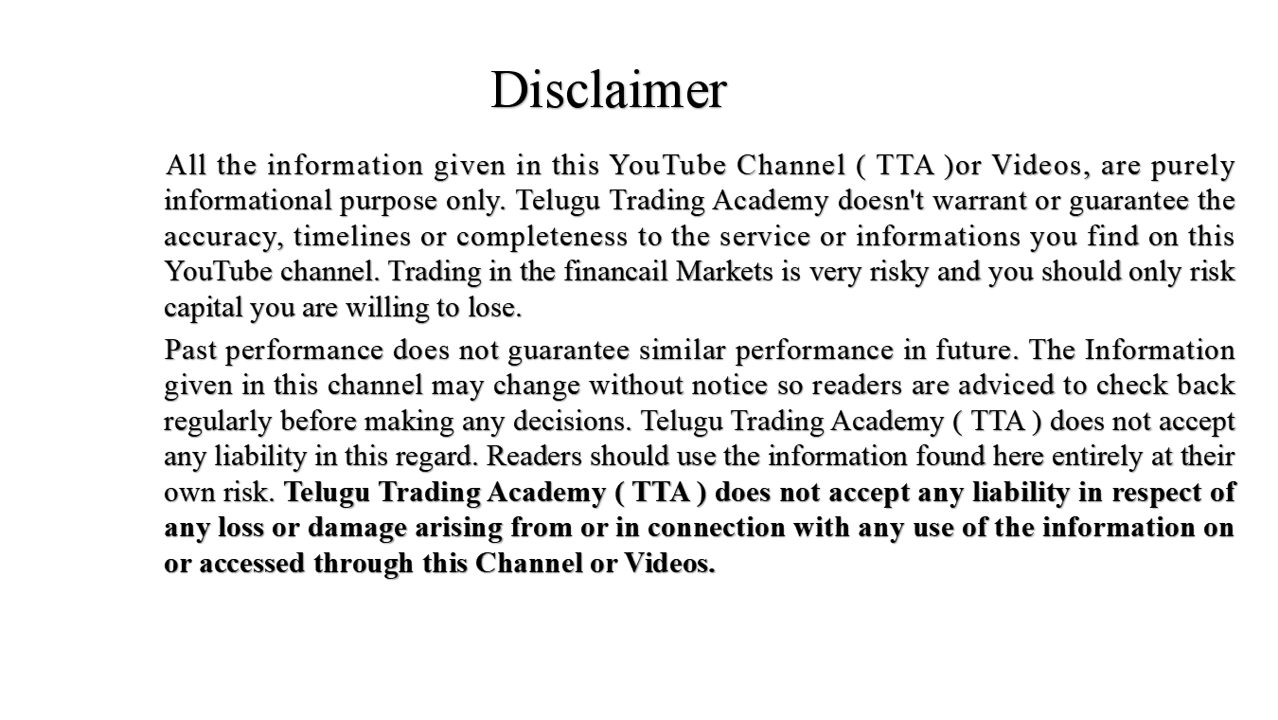 Disclaimer
All the information given in this YouTube Channel ( TTA )or Videos, are purely
informational purpose only. Telugu Trading Academy doesn't warrant or guarantee the
accuracy, timelines or completeness to the service or informations you find on this
YouTube channel. Trading in the financail Markets is very risky and you should only risk
capital you are willing to lose.
Past performance does not guarantee similar performance in future. The Information
given in this channel may change without notice so readers are adviced to check back
regularly before making any decisions. Telugu Trading Academy ( TTA ) does not accept
any liability in this regard. Readers should use the information found here entirely at their
own risk. Telugu Trading Academy ( TTA ) does not accept any liability in respect of
any loss or damage arising from or in connection with any use of the information on
or accessed through this Channel or Videos.